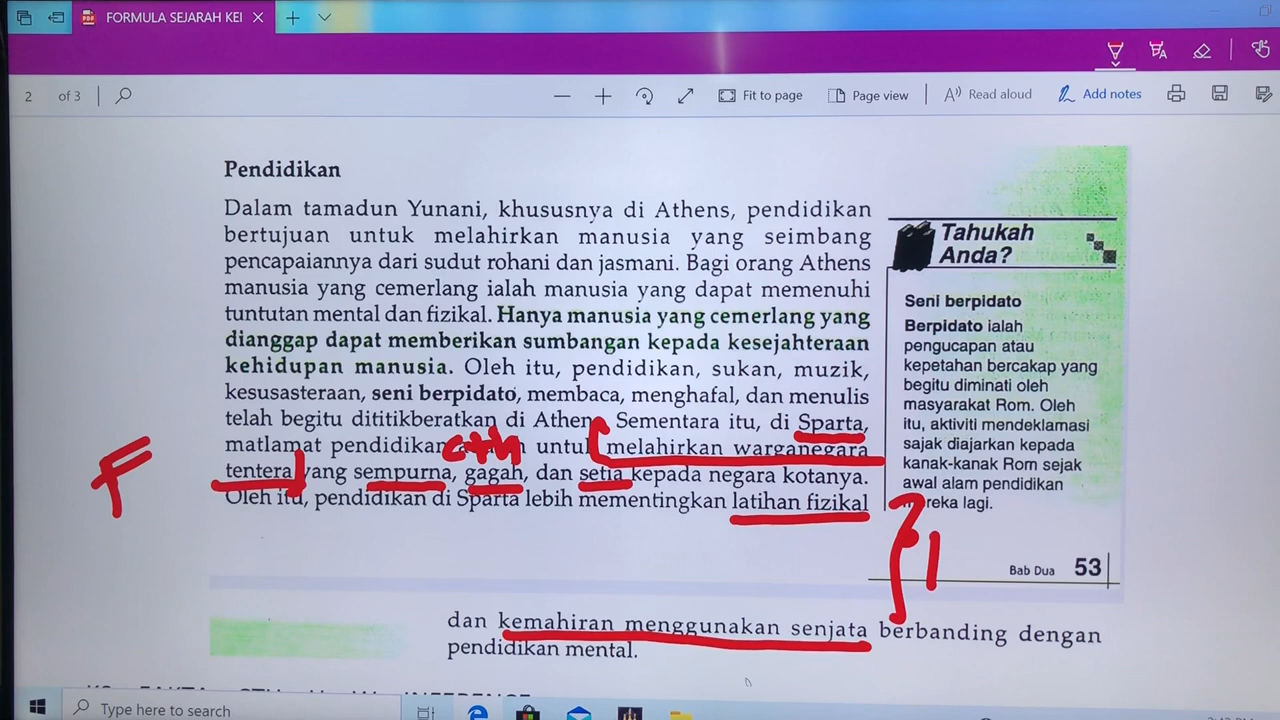 FORMULA SEJARAH KEI
2 of 3
Fit to page
Page view
Read aloud
Add notes
Pendidikan
Dalam tamadun Yunani, khususnya di Athens, pendidikan
bertujuan untuk melahirkan manusia yang seimbang
pencapaiannya dari sudut rohani dan jasmani. Bagi orang Athens
manusia yang cemerlang ialah manusia yang dapat memenuhi
tuntutan mental dan fizikal. Hanya manusia yang cemerlang yang
dianggap dapat memberikan sumbangan kepada kesejahteraan
kehidupan manusia. Oleh itu, pendidikan, sukan, muzik,
kesusasteraan, seni berpidato, membaca, menghafal, dan menulis
telah begitu dititikberatkan di Athens Sementara itu, di Sparta,
matlamat pendidikan untuk melahirkan warganegara
cth
tentera yang sempurna, gagah, dan setia kepada negara kotanya.
Oleh itu, pendidikan di Sparta lebih mementingkan latihan fizikal
F
Tahukah
Anda?
Seni berpidato
Berpidato ialah
pengucapan atau
kepetahan bercakap yang
begitu diminati oleh
masyarakat Rom. Oleh
itu, aktiviti mendeklamasi
sajak diajarkan kepada
kanak-kanak Rom sejak
awal alam pendidikan
mereka lagi.
Bab Dua 53
dan kemahiran menggunakan senjata berbanding dengan
pendidikan mental.
Type here to search